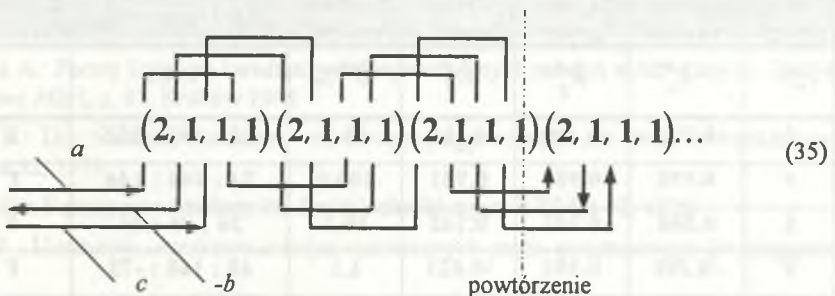 (2, 1, 1, 1)(2, 1, 1, 1)(2, 1, 1, 1)(2, 1, 1, 1)...
(35)
a
c
-b
powtórzenie